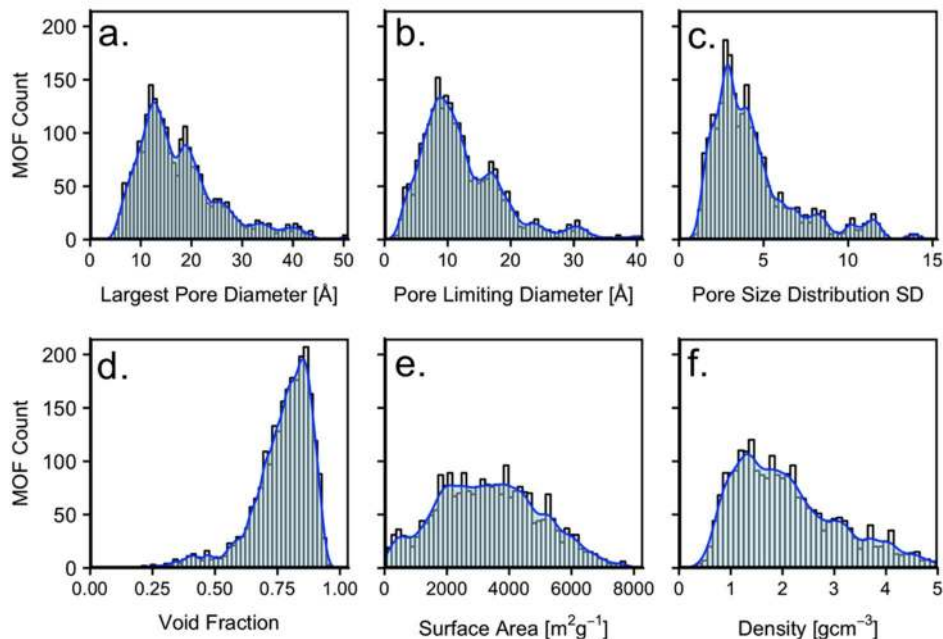 a. b. c.
MOF Count
200
150
100
50
0
0 10 20 30 40 50
0 10 20 30 40
0 5 10 15
Largest Pore Diameter [Å] Pore Limiting Diameter [Å] Pore Size Distribution SD
d. e. f.
MOF Count
200
150
100
50
0
0.00 0.25 0.50 0.75 1.00
0 2000 4000 6000 8000
0 1 2 3 4 5
Void Fraction Surface Area [m²g⁻¹] Density [gcm⁻³]